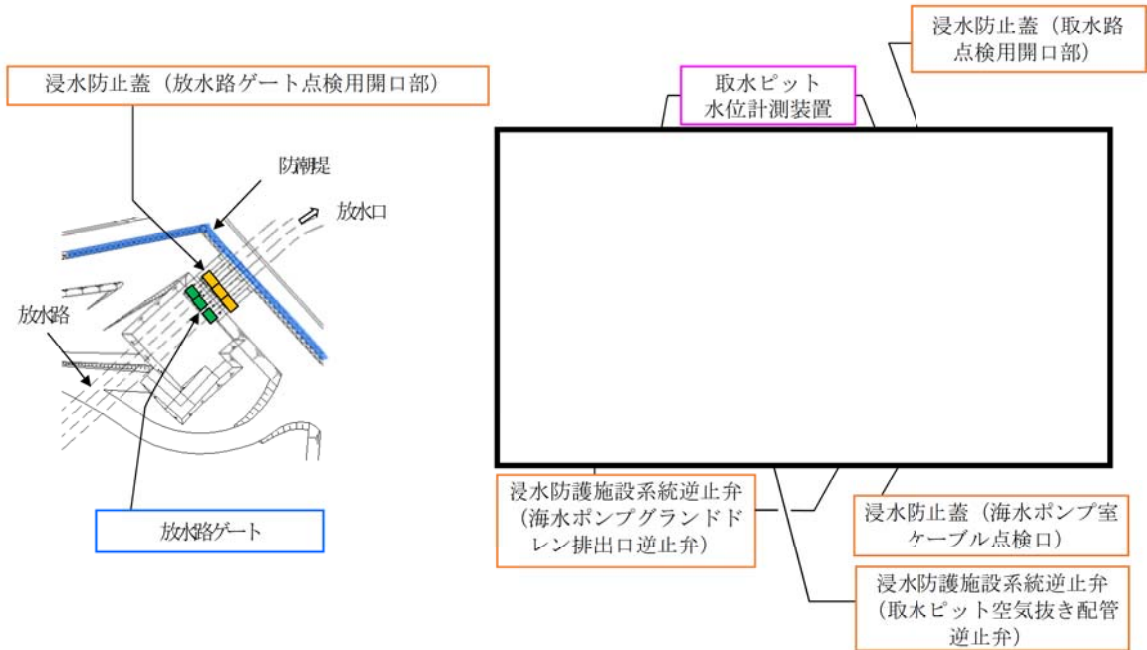 浸水防止蓋（取水路
点検用開口部）
浸水防止蓋（放水路ゲート点検用開口部）
取水ピット
水位計測装置
防潮堤
放水口
放水路
放水路ゲート
浸水防護施設系統逆止弁
（海水ポンプグランドド
レン排出口逆止弁）
浸水防止蓋（海水ポンプ室
ケーブル点検口）
浸水防護施設系統逆止弁
（取水ピット空気抜き配管
逆止弁）